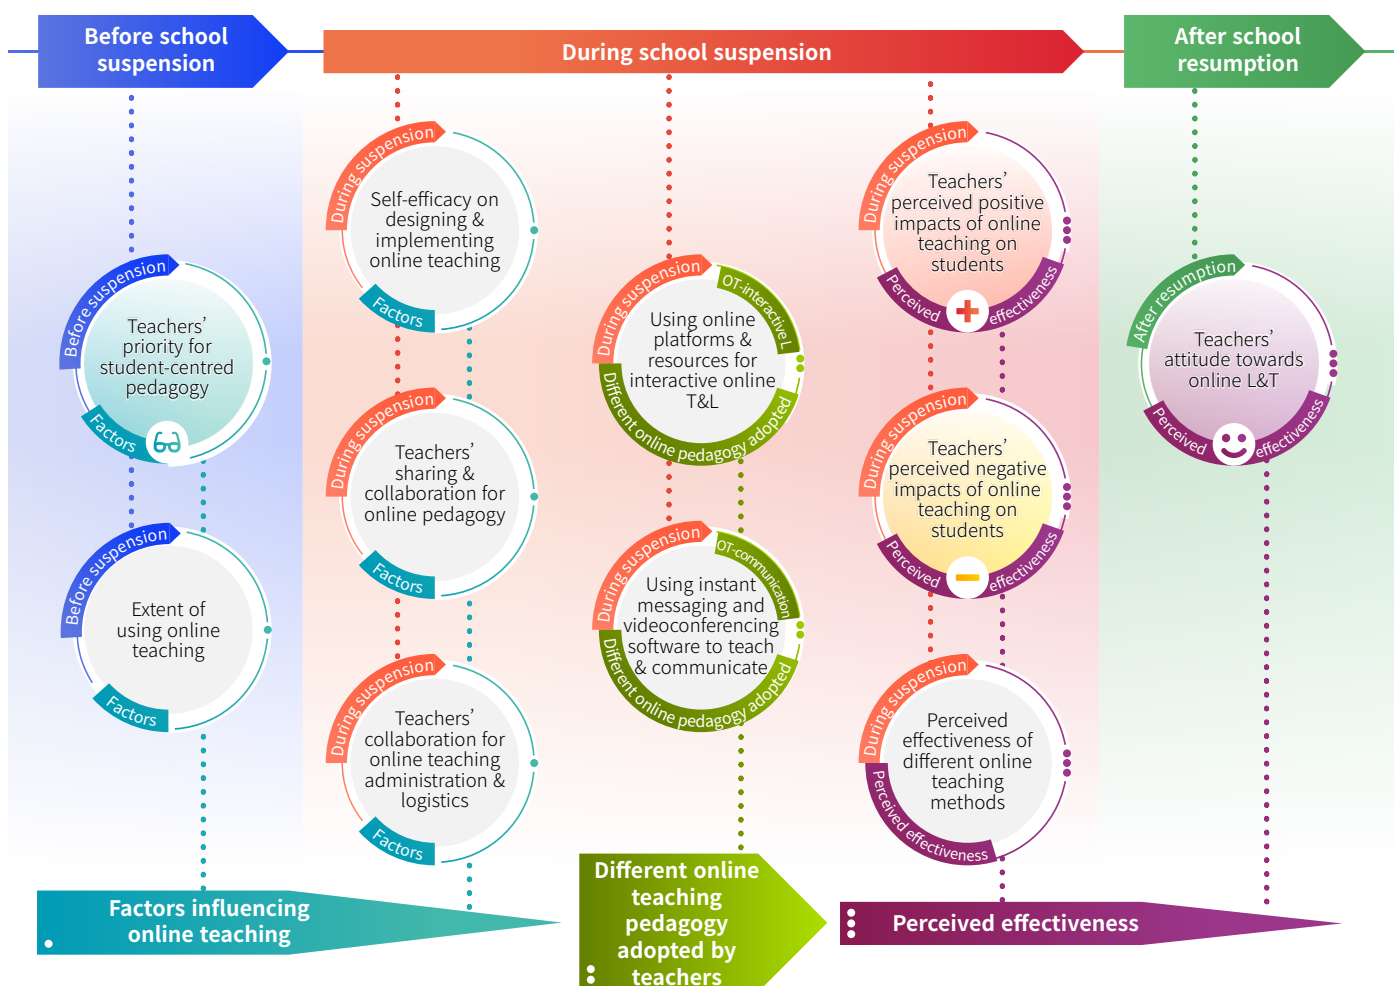 Before school
suspension
During school suspension
After school
resumption
Before suspension
Teachers’
priority for
student-centred
pedagogy
Factors
Before suspension
Extent of
using online
teaching
Factors
During suspension
Self-efficacy on
designing &
implementing
online teaching
Factors
During suspension
Teachers’
sharing &
collaboration for
online pedagogy
Factors
During suspension
Teachers’
collaboration for
online teaching
administration &
logistics
Factors
During suspension
OT-interactive L
Using online
platforms &
resources for
interactive online
T&L
Different online pedagogy adopted
During suspension
OT-communication
Using instant
messaging and
videoconferencing
software to teach
& communicate
Different online pedagogy adopted
During suspension
Teachers’
perceived positive
impacts of online
teaching on
students
Perceived effectiveness
During suspension
Teachers’
perceived negative
impacts of online
teaching on
students
Perceived effectiveness
During suspension
Perceived
effectiveness of
different online
teaching
methods
Perceived effectiveness
After resumption
Teachers’
attitude towards
online L&T
Perceived effectiveness
Factors influencing
online teaching
Different online
teaching
pedagogy
adopted by
teachers
Perceived effectiveness